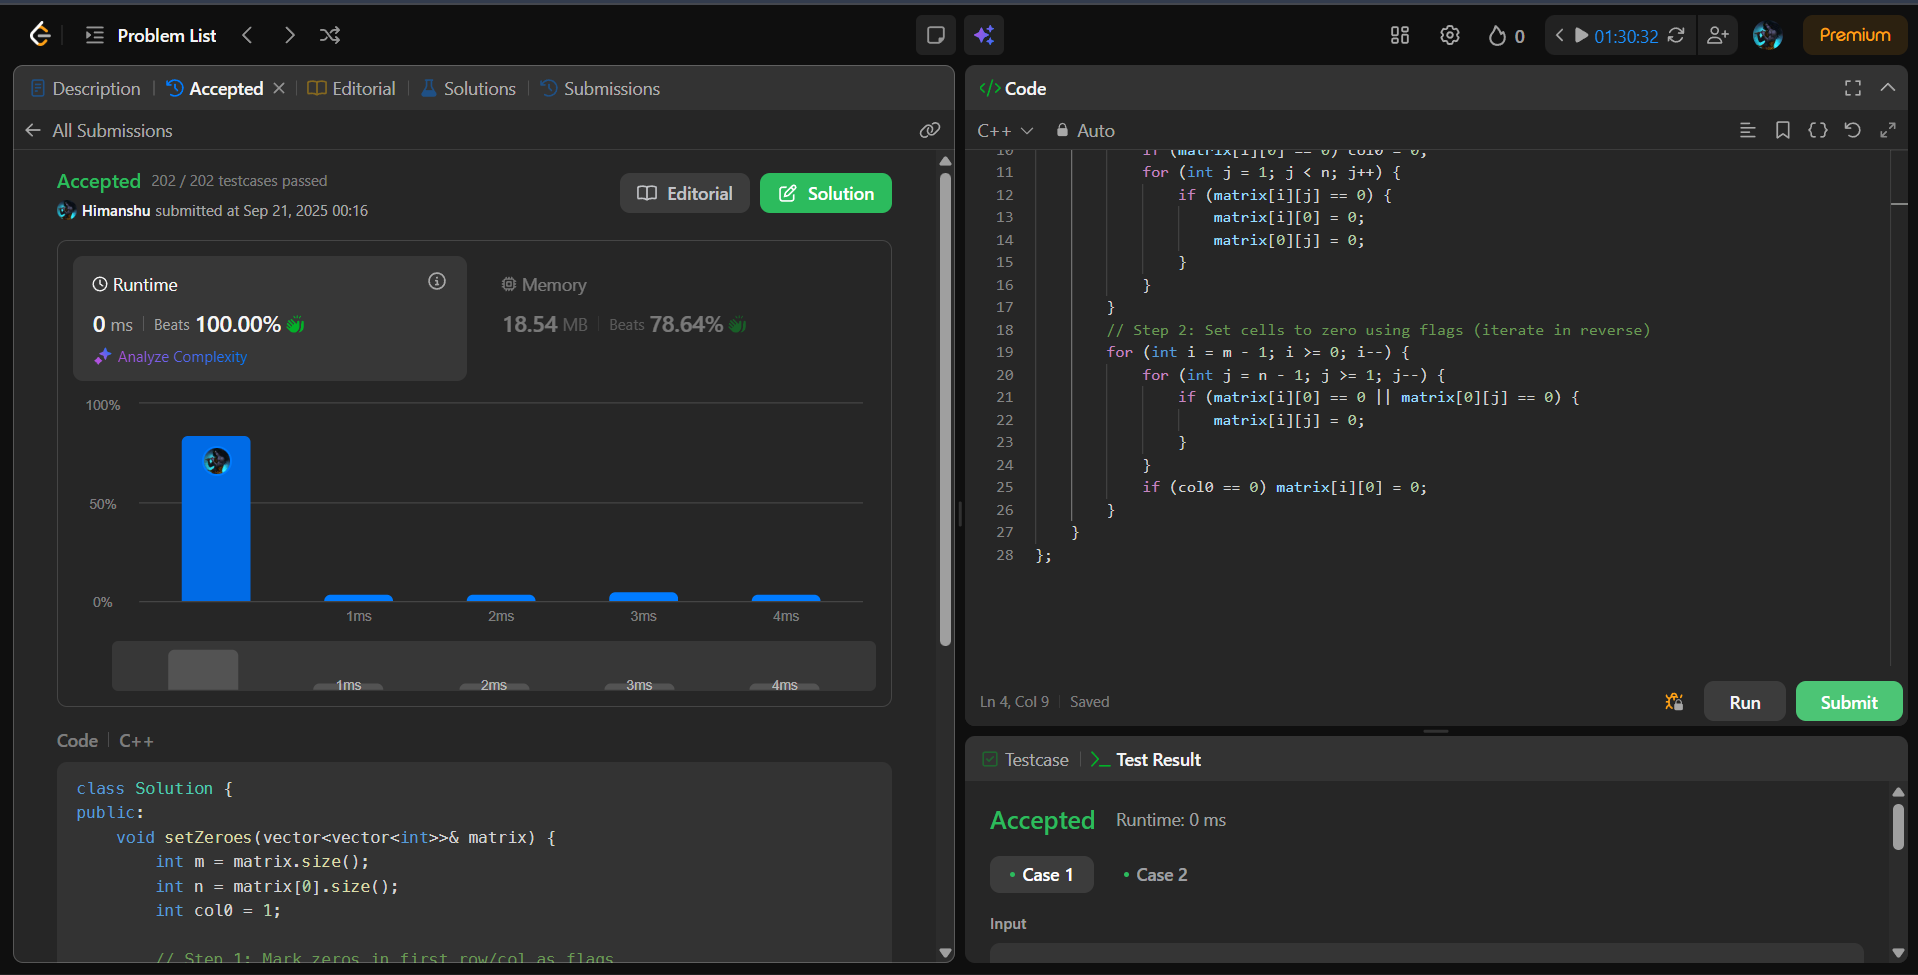 Problem List
0
01:30:32
Premium
Description
Accepted
Editorial
Solutions
Submissions
All Submissions
Accepted 202 / 202 testcases passed
Himanshu submitted at Sep 21, 2025 00:16
Editorial
Solution
Runtime
0 ms Beats 100.00%
Analyze Complexity
Memory
18.54 MB Beats 78.64%
100%
50%
0%
1ms 2ms 3ms 4ms
1ms 2ms 3ms 4ms
Code C++
class Solution {
public:
void setZeroes(vector<vector<int>>& matrix) {
int m = matrix.size();
int n = matrix[0].size();
int col0 = 1;
// Step 1: Mark zeros in first row/col as flags
</> Code
C++ Auto
10 if (matrix[i][0] == 0) col0 = 0;
11 for (int j = 1; j < n; j++) {
12 if (matrix[i][j] == 0) {
13 matrix[i][0] = 0;
14 matrix[0][j] = 0;
15 }
16 }
17 }
18 // Step 2: Set cells to zero using flags (iterate in reverse)
19 for (int i = m - 1; i >= 0; i--) {
20 for (int j = n - 1; j >= 1; j--) {
21 if (matrix[i][0] == 0 || matrix[0][j] == 0) {
22 matrix[i][j] = 0;
23 }
24 }
25 if (col0 == 0) matrix[i][0] = 0;
26 }
27 }
28 };
Ln 4, Col 9 Saved
Run
Submit
Testcase
Test Result
Accepted Runtime: 0 ms
• Case 1 • Case 2
Input